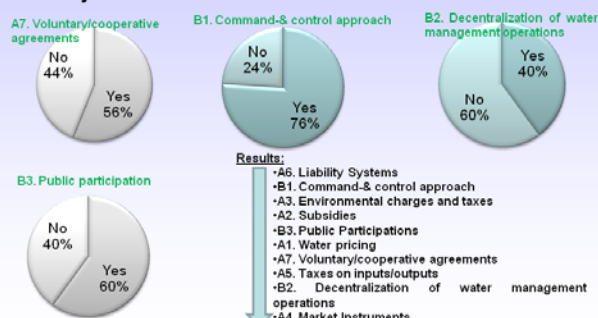 A7. Voluntary/cooperative
agreements
No
44%
Yes
56%
B1. Command-& control approach
No
24%
Yes
76%
B2. Decentralization of water
management operations
Yes
40%
No
60%
B3. Public participation
No
40%
Yes
60%
Results:
•A6. Liability Systems
•B1. Command-& control approach
•A3. Environmental charges and taxes
•A2. Subsidies
•B3. Public Participations
•A1. Water pricing
•A7. Voluntary/cooperative agreements
•A5. Taxes on inputs/outputs
•B2. Decentralization of water management
operations
•A4. Market Instruments